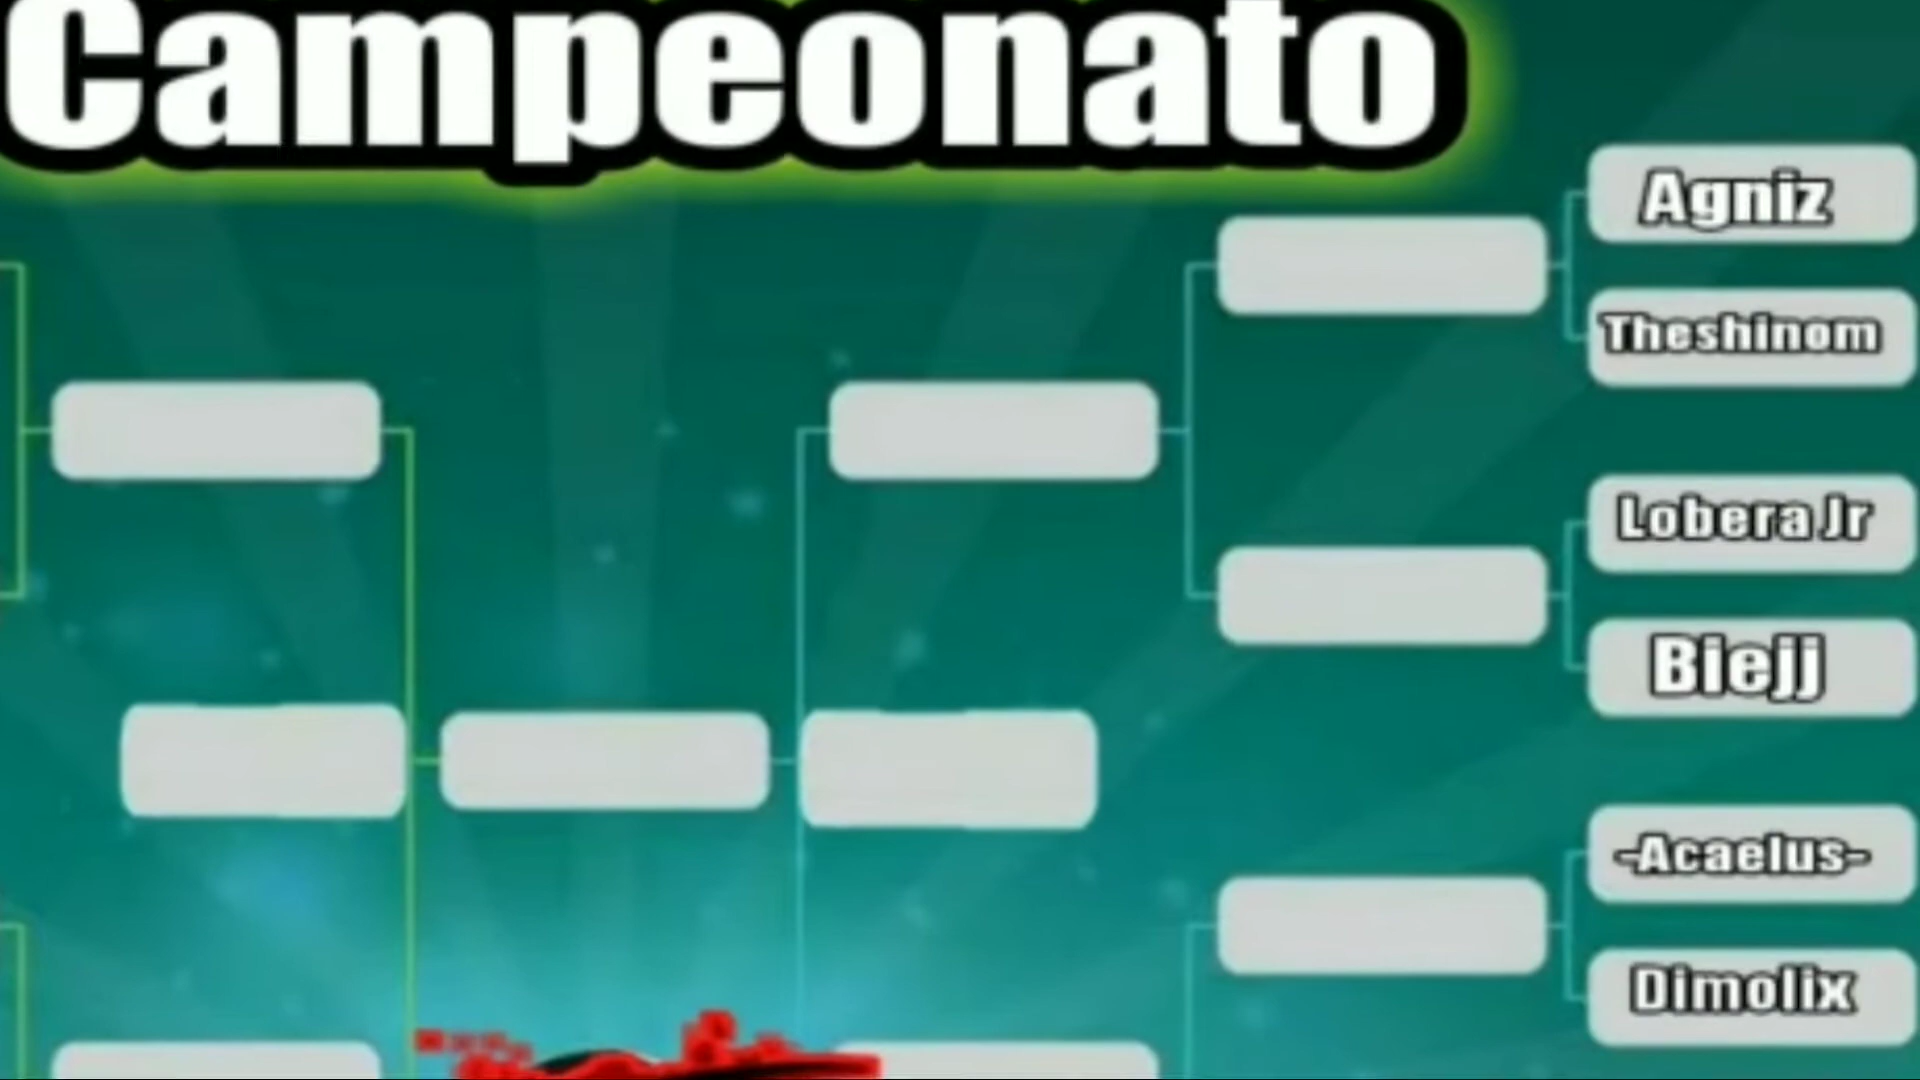 Campeonato
Agniz
Theshinom
Lobera Jr
Biejj
-Acaelus-
Dimolix